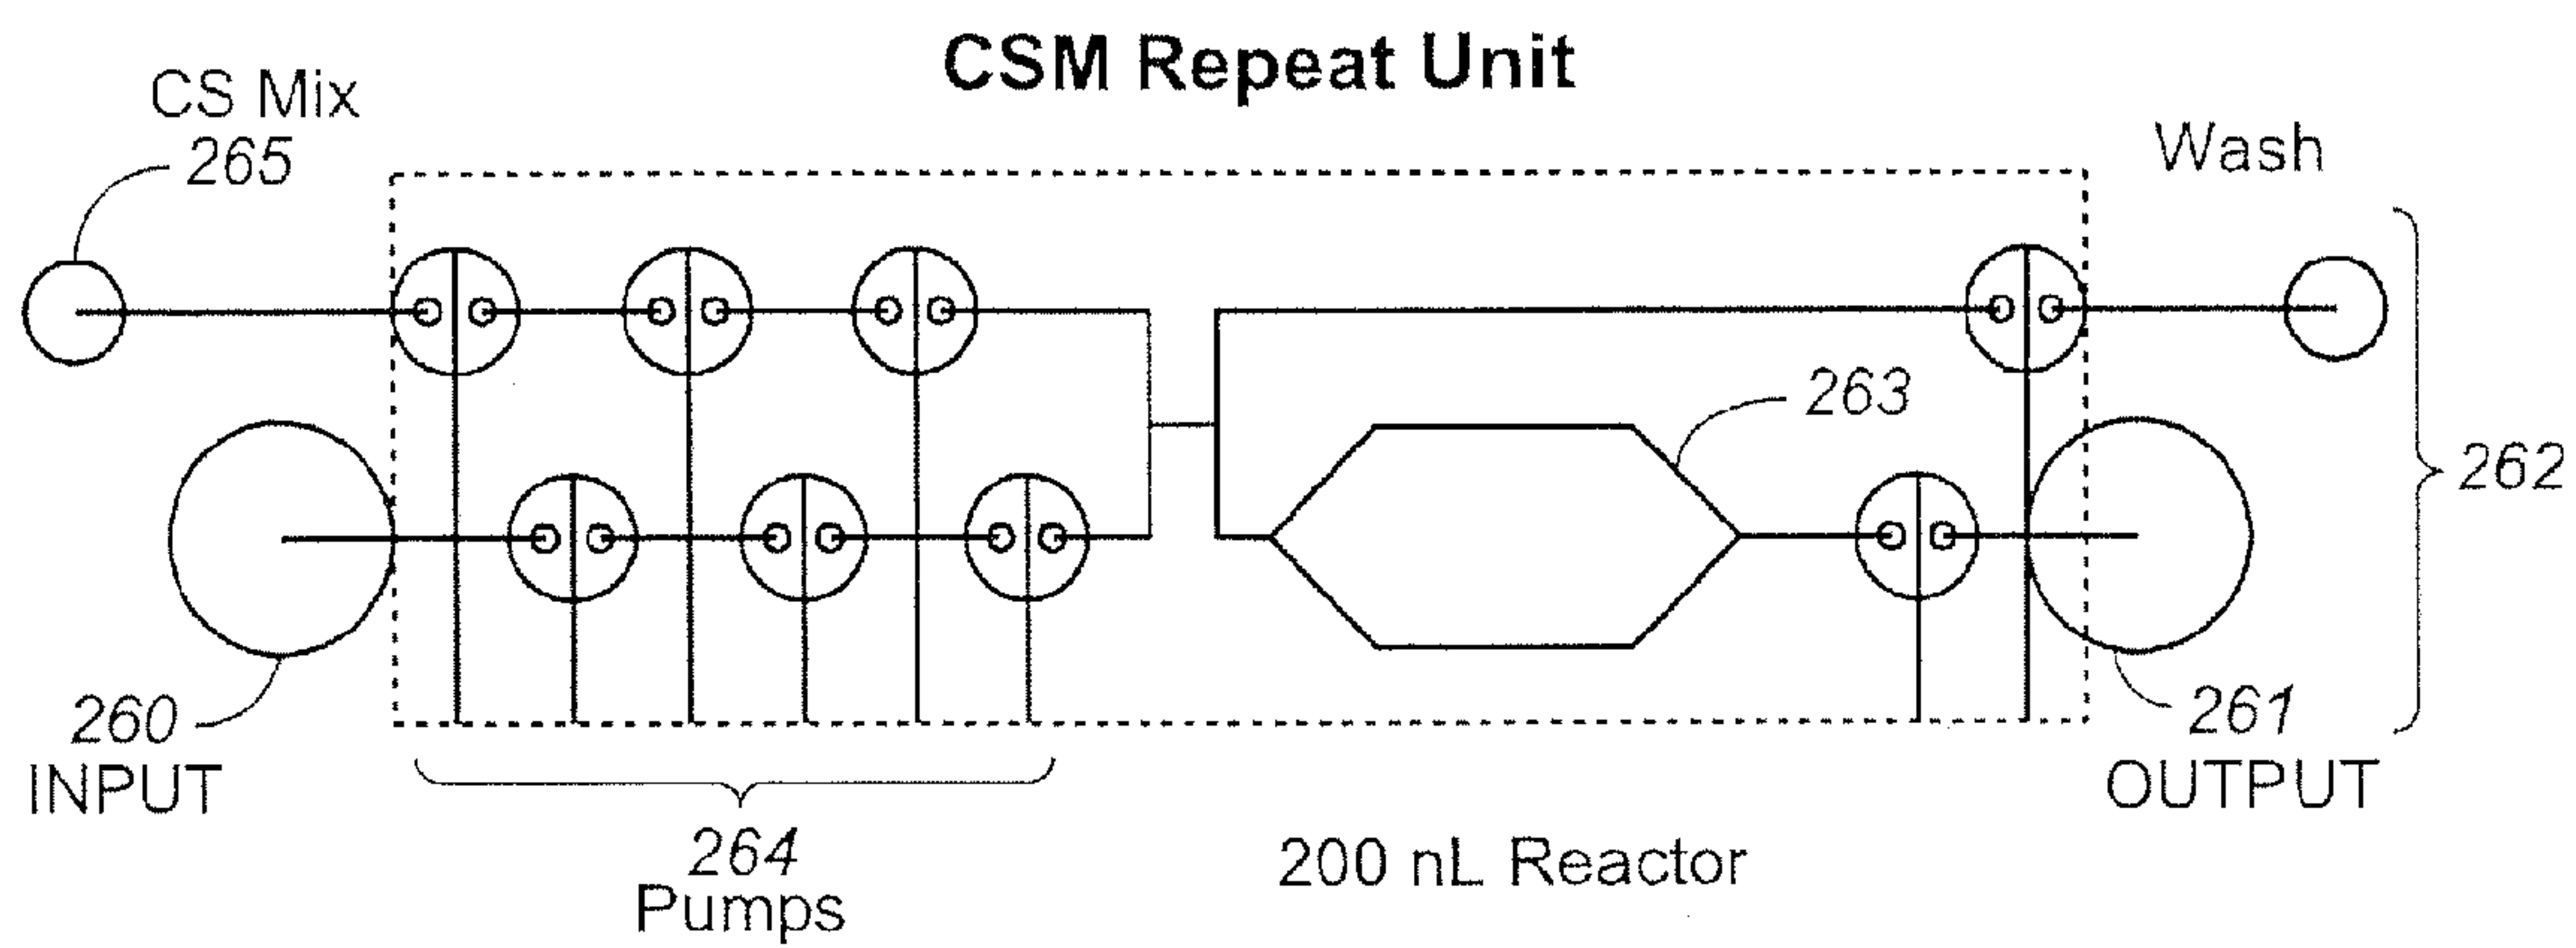 CSM Repeat Unit
CS Mix
265
Wash
263
262
260
INPUT
261
OUTPUT
264
Pumps
200 nL Reactor